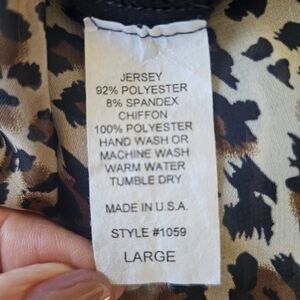 JERSEY
92% POLYESTER
8% SPANDEX
CHIFFON
100% POLYESTER
HAND WASH OR
MACHINE WASH
WARM WATER
TUMBLE DRY
MADE IN U.S.A.
STYLE #1059
LARGE